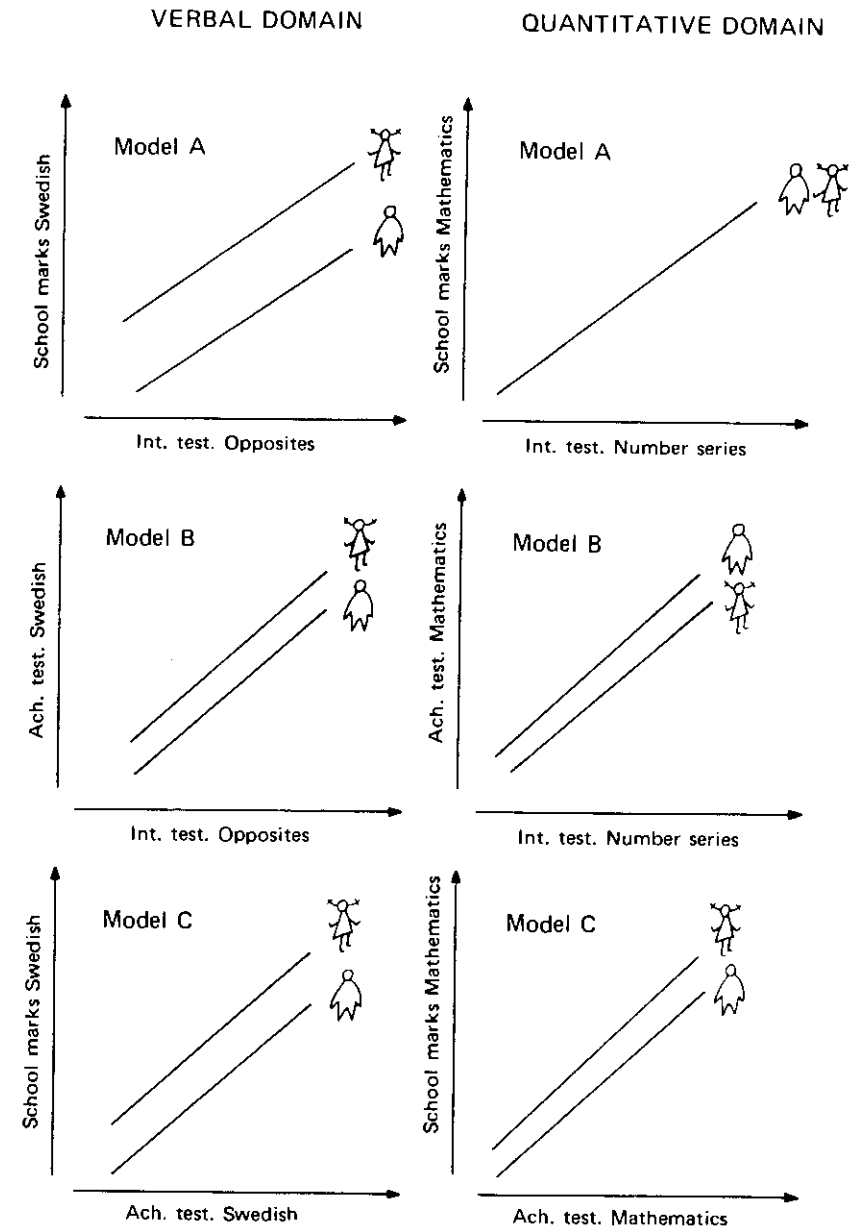 VERBAL DOMAIN
QUANTITATIVE DOMAIN
School marks Swedish
Model A
Int. test. Opposites
School marks Mathematics
Model A
Int. test. Number series
Ach. test. Swedish
Model B
Int. test. Opposites
Ach. test. Mathematics
Model B
Int. test. Number series
School marks Swedish
Model C
Ach. test. Swedish
School marks Mathematics
Model C
Ach. test. Mathematics